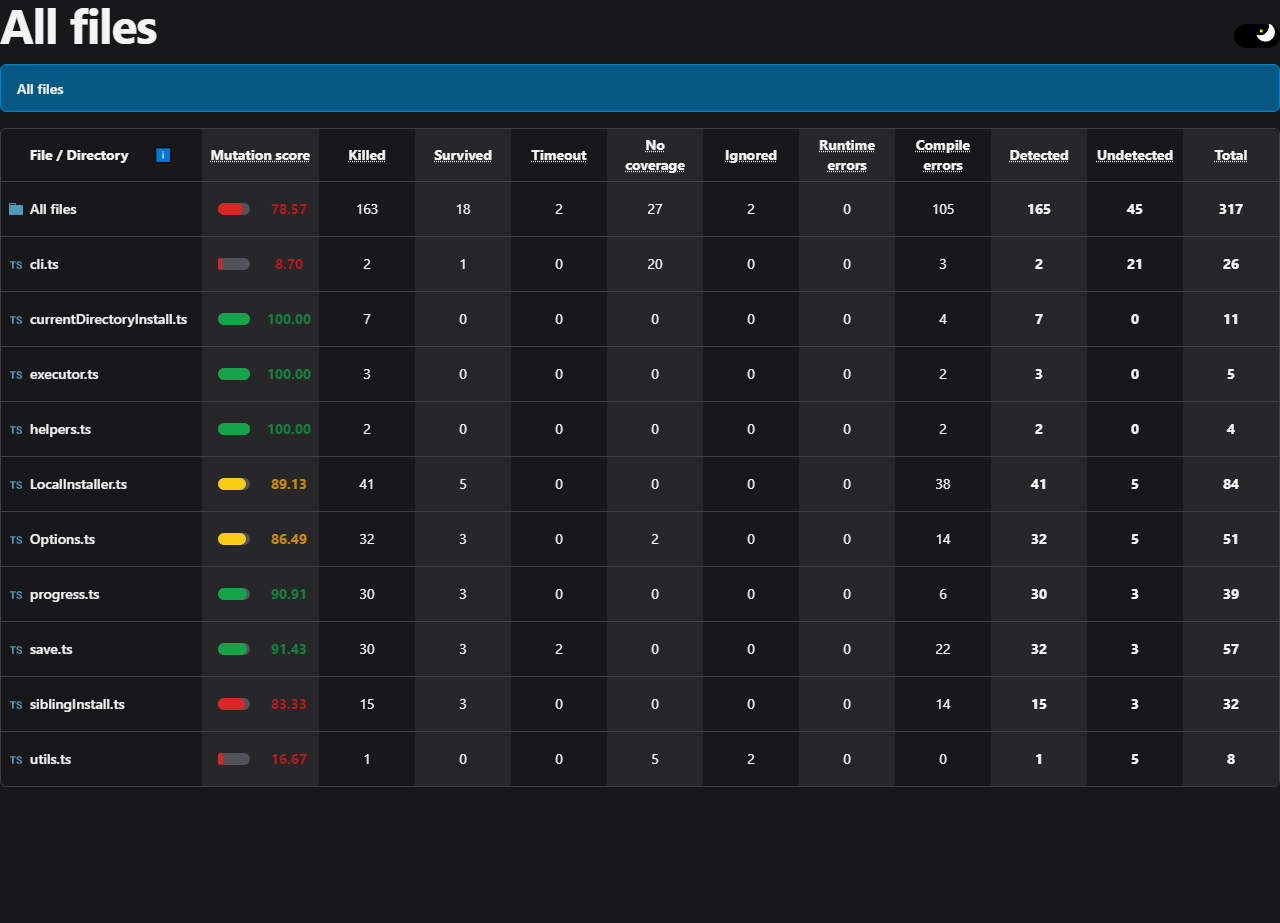 All files
All files
File / Directory i Mutation score Killed Survived Timeout No coverage Ignored Runtime errors Compile errors Detected Undetected Total
All files 78.57 163 18 2 27 2 0 105 165 45 317
TS cli.ts 8.70 2 1 0 20 0 0 3 2 21 26
TS currentDirectoryInstall.ts 100.00 7 0 0 0 0 0 4 7 0 11
TS executor.ts 100.00 3 0 0 0 0 0 2 3 0 5
TS helpers.ts 100.00 2 0 0 0 0 0 2 2 0 4
TS LocalInstaller.ts 89.13 41 5 0 0 0 0 38 41 5 84
TS Options.ts 86.49 32 3 0 2 0 0 14 32 5 51
TS progress.ts 90.91 30 3 0 0 0 0 6 30 3 39
TS save.ts 91.43 30 3 2 0 0 0 22 32 3 57
TS siblingInstall.ts 83.33 15 3 0 0 0 0 14 15 3 32
TS utils.ts 16.67 1 0 0 5 2 0 0 1 5 8